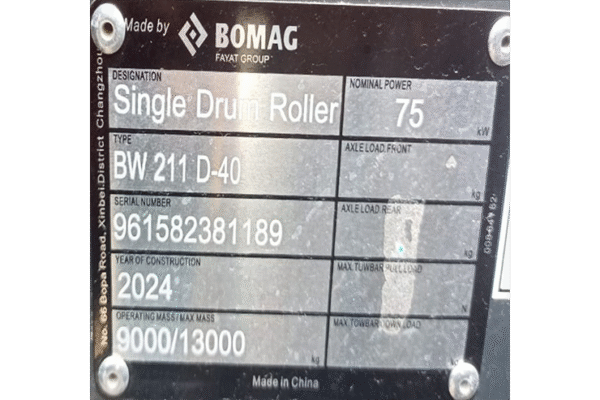 Made by BOMAG
FAYAT GROUP
DESIGNATION
Single Drum Roller
NOMINAL POWER
75 kW
TYPE
BW 211 D-40
AXLE LOAD FRONT
kg
SERIAL NUMBER
961582381189
AXLE LOAD REAR
kg
YEAR OF CONSTRUCTION
2024
MAX. TOWBAR PULL LOAD
N
OPERATING MASS / MAX MASS
9000/13000 kg
MAX. TOWBAR DOWN LOAD
Made in China
No. 66 Bopa Road, Xinbei District Changzhou